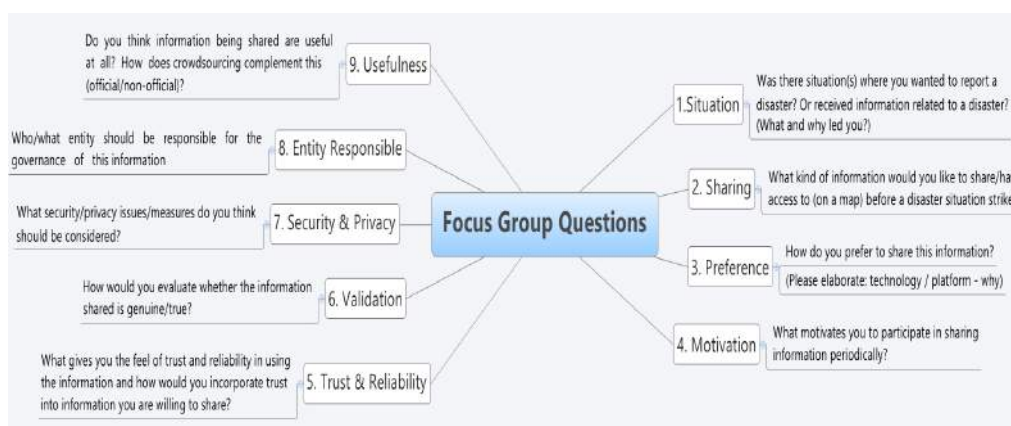 Focus Group Questions
1.Situation
Was there situation(s) where you wanted to report a
disaster? Or received information related to a disaster?
(What and why led you?)
2. Sharing
What kind of information would you like to share/ha
access to (on a map) before a disaster situation strike
3. Preference
How do you prefer to share this information?
(Please elaborate: technology / platform - why)
4. Motivation
What motivates you to participate in sharing
information periodically?
5. Trust & Reliability
What gives you the feel of trust and reliability in using
the information and how would you incorporate trust
into information you are willing to share?
6. Validation
How would you evaluate whether the information
shared is genuine/true?
7. Security & Privacy
What security/privacy issues/measures do you think
should be considered?
8. Entity Responsible
Who/what entity should be responsible for the
governance of this information
9. Usefulness
Do you think information being shared are useful
at all? How does crowdsourcing complement this
(official/non-official)?